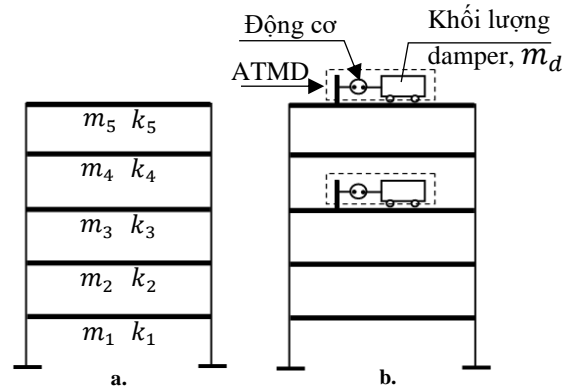 Động cơ
Khối lượng
damper, m_d
ATMD
m₅ k₅
m₄ k₄
m₃ k₃
m₂ k₂
m₁ k₁
a.
b.